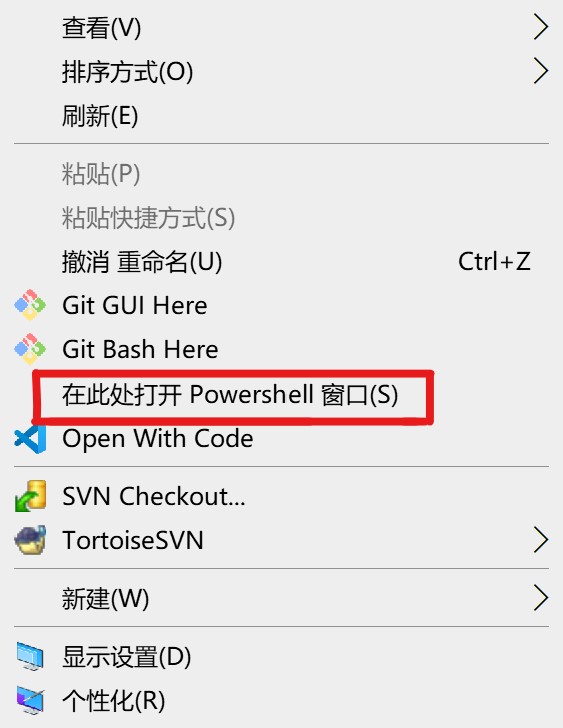 查看(V)
排序方式(O)
刷新(E)
粘贴(P)
粘贴快捷方式(S)
撤消 重命名(U) Ctrl+Z
Git GUI Here
Git Bash Here
在此处打开 Powershell 窗口(S)
Open With Code
SVN Checkout...
TortoiseSVN
新建(W)
显示设置(D)
个性化(R)